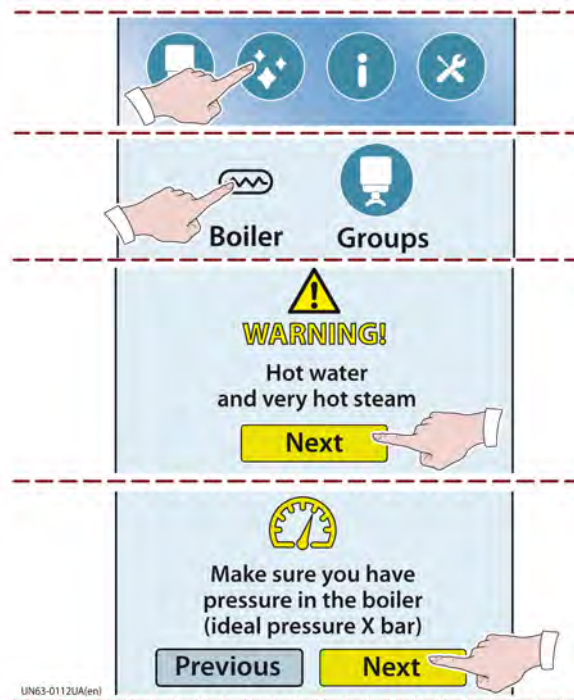 Boiler Groups
WARNING!
Hot water
and very hot steam
Next
Make sure you have
pressure in the boiler
(ideal pressure X bar)
Previous Next
UN63-0112UA(en)